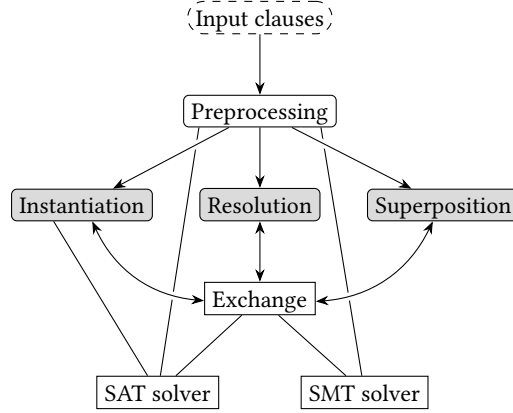 Input clauses
Preprocessing
Instantiation
Resolution
Superposition
Exchange
SAT solver
SMT solver